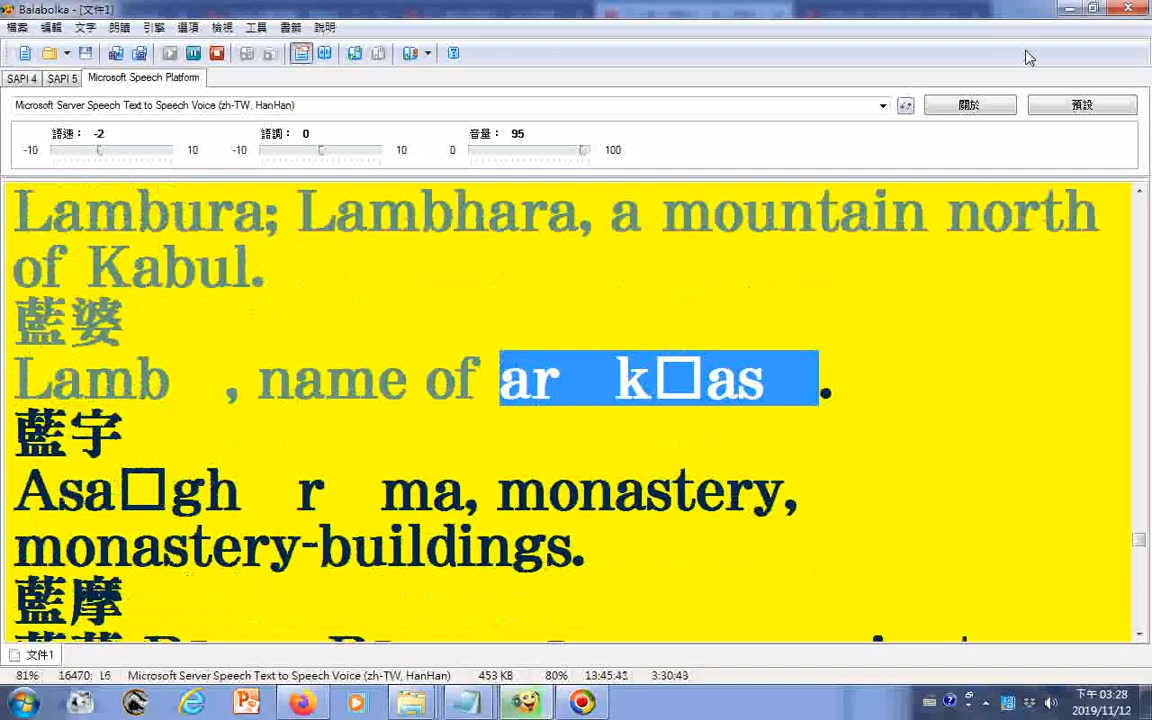 Balabolka - [文件1]
檔案 編輯 文字 朗讀 引擎 選項 檢視 工具 書籤 說明
SAPI 4 SAPI 5 Microsoft Speech Platform
Microsoft Server Speech Text to Speech Voice (zh-TW, HanHan) 關於 預設
語速： -2 語調： 0 音量： 95
-10 10 -10 10 0 100
Lambura; Lambhara, a mountain north
of Kabul.
藍婆
Lamb , name of ar k□as .
藍宇
Asa□gh r ma, monastery,
monastery-buildings.
藍摩
文件1
81% 16470: 16 Microsoft Server Speech Text to Speech Voice (zh-TW, HanHan) 453 KB 80% 13:45:41 3:30:43
下午 03:28
2019/11/12